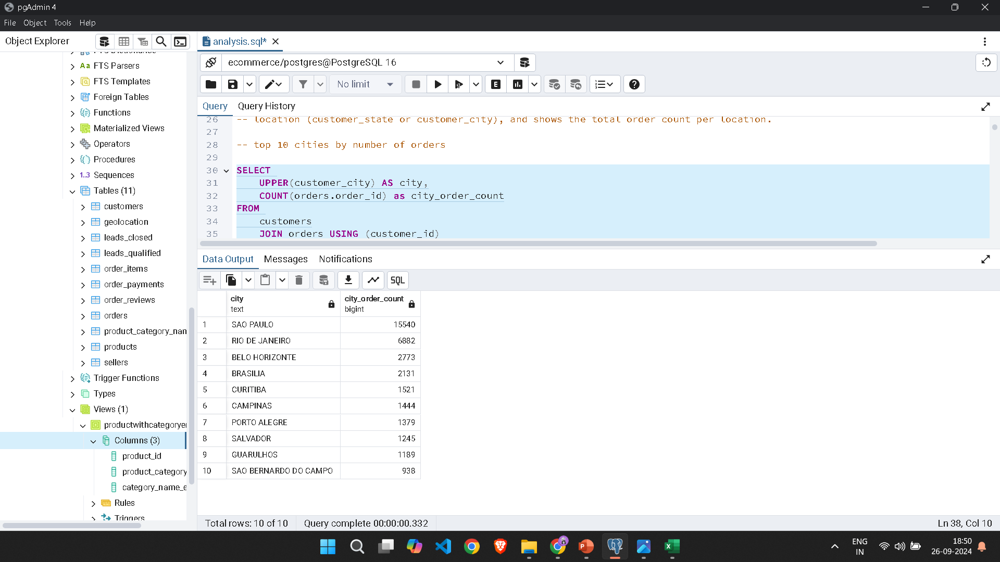 pgAdmin 4
File Object Tools Help
Object Explorer
analysis.sql*
FTS Dictionaries
Aa FTS Parsers
FTS Templates
Foreign Tables
Functions
Materialized Views
Operators
Procedures
1..3 Sequences
Tables (11)
customers
geolocation
leads_closed
leads_qualified
order_items
order_payments
order_reviews
orders
product_category_nam
products
sellers
Trigger Functions
Types
Views (1)
productwithcategorye
Columns (3)
product_id
product_category
category_name_e
Rules
Triggers
ecommerce/postgres@PostgreSQL 16
No limit
E
Query Query History
26 -- location (customer_state or customer_city), and shows the total order count per location.
27
28 -- top 10 cities by number of orders
29
30 SELECT
31 UPPER(customer_city) AS city,
32 COUNT(orders.order_id) as city_order_count
33 FROM
34 customers
35 JOIN orders USING (customer_id)
Data Output Messages Notifications
SQL
city city_order_count
text bigint
1 SAO PAULO 15540
2 RIO DE JANEIRO 6882
3 BELO HORIZONTE 2773
4 BRASILIA 2131
5 CURITIBA 1521
6 CAMPINAS 1444
7 PORTO ALEGRE 1379
8 SALVADOR 1245
9 GUARULHOS 1189
10 SAO BERNARDO DO CAMPO 938
Total rows: 10 of 10 Query complete 00:00:00.332 Ln 38, Col 10
ENG
IN
18:50
26-09-2024